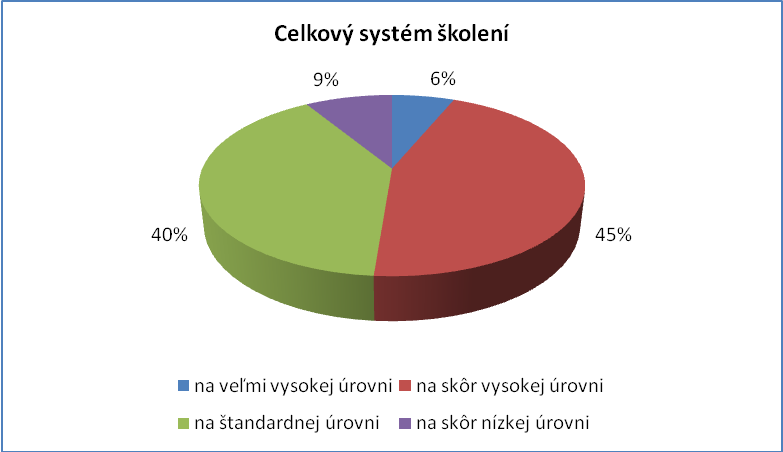 Celkový systém školení
9%
6%
40%
45%
na veľmi vysokej úrovni
na skôr vysokej úrovni
na štandardnej úrovni
na skôr nízkej úrovni